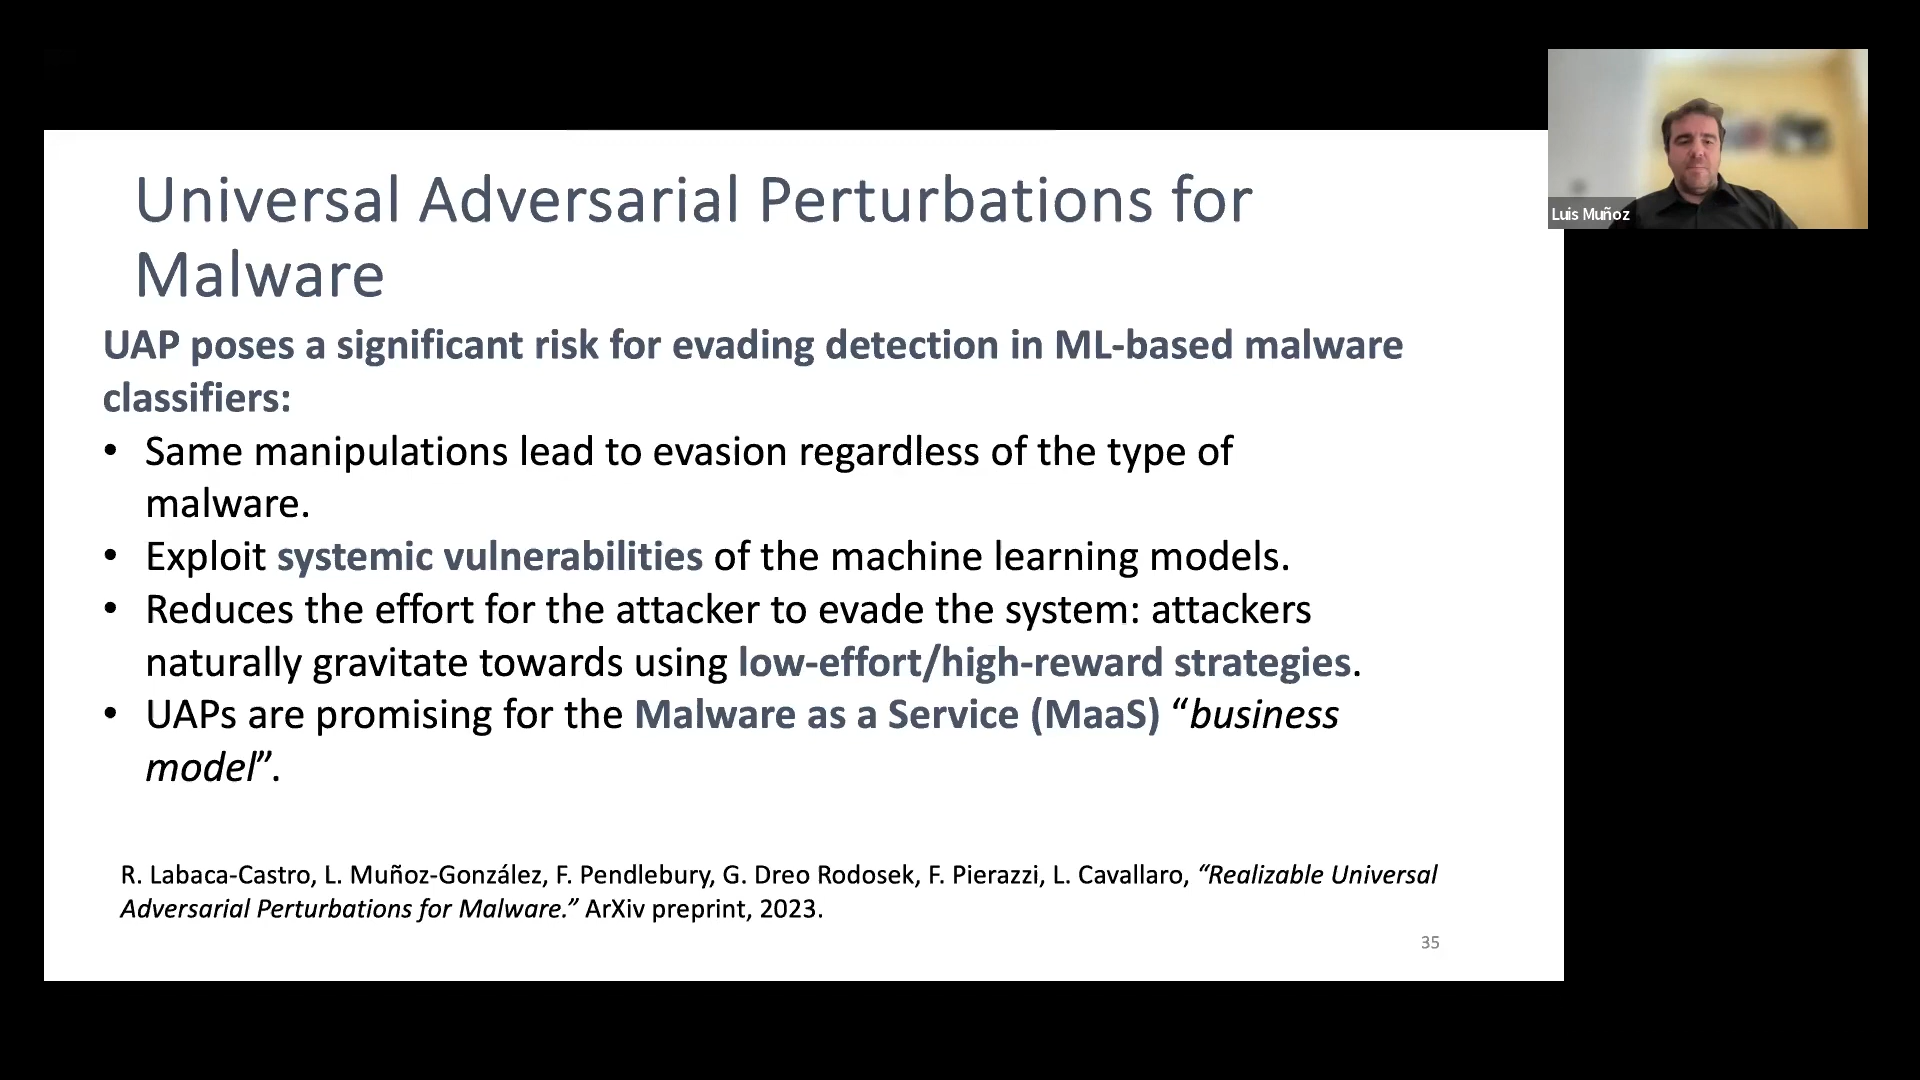 Universal Adversarial Perturbations for
Malware
UAP poses a significant risk for evading detection in ML-based malware
classifiers:
• Same manipulations lead to evasion regardless of the type of
malware.
• Exploit systemic vulnerabilities of the machine learning models.
• Reduces the effort for the attacker to evade the system: attackers
naturally gravitate towards using low-effort/high-reward strategies.
• UAPs are promising for the Malware as a Service (MaaS) “business
model”.
R. Labaca-Castro, L. Muñoz-González, F. Pendlebury, G. Dreo Rodosek, F. Pierazzi, L. Cavallaro, “Realizable Universal
Adversarial Perturbations for Malware.” ArXiv preprint, 2023.
35
Luis Muñoz